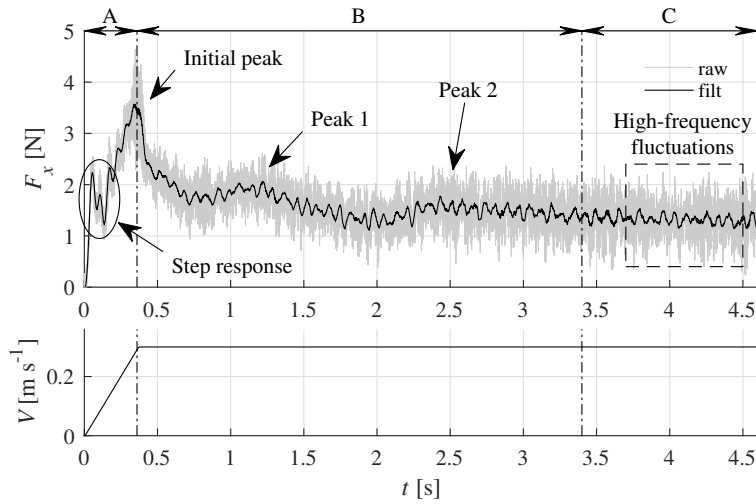 A B C
5
4
3
2
1
0
F_x [N]
Initial peak
Peak 1
Peak 2
raw
filt
High-frequency
fluctuations
Step response
0 0.5 1 1.5 2 2.5 3 3.5 4 4.5
0.2
0
V [m s⁻¹]
0 0.5 1 1.5 2 2.5 3 3.5 4 4.5
t [s]